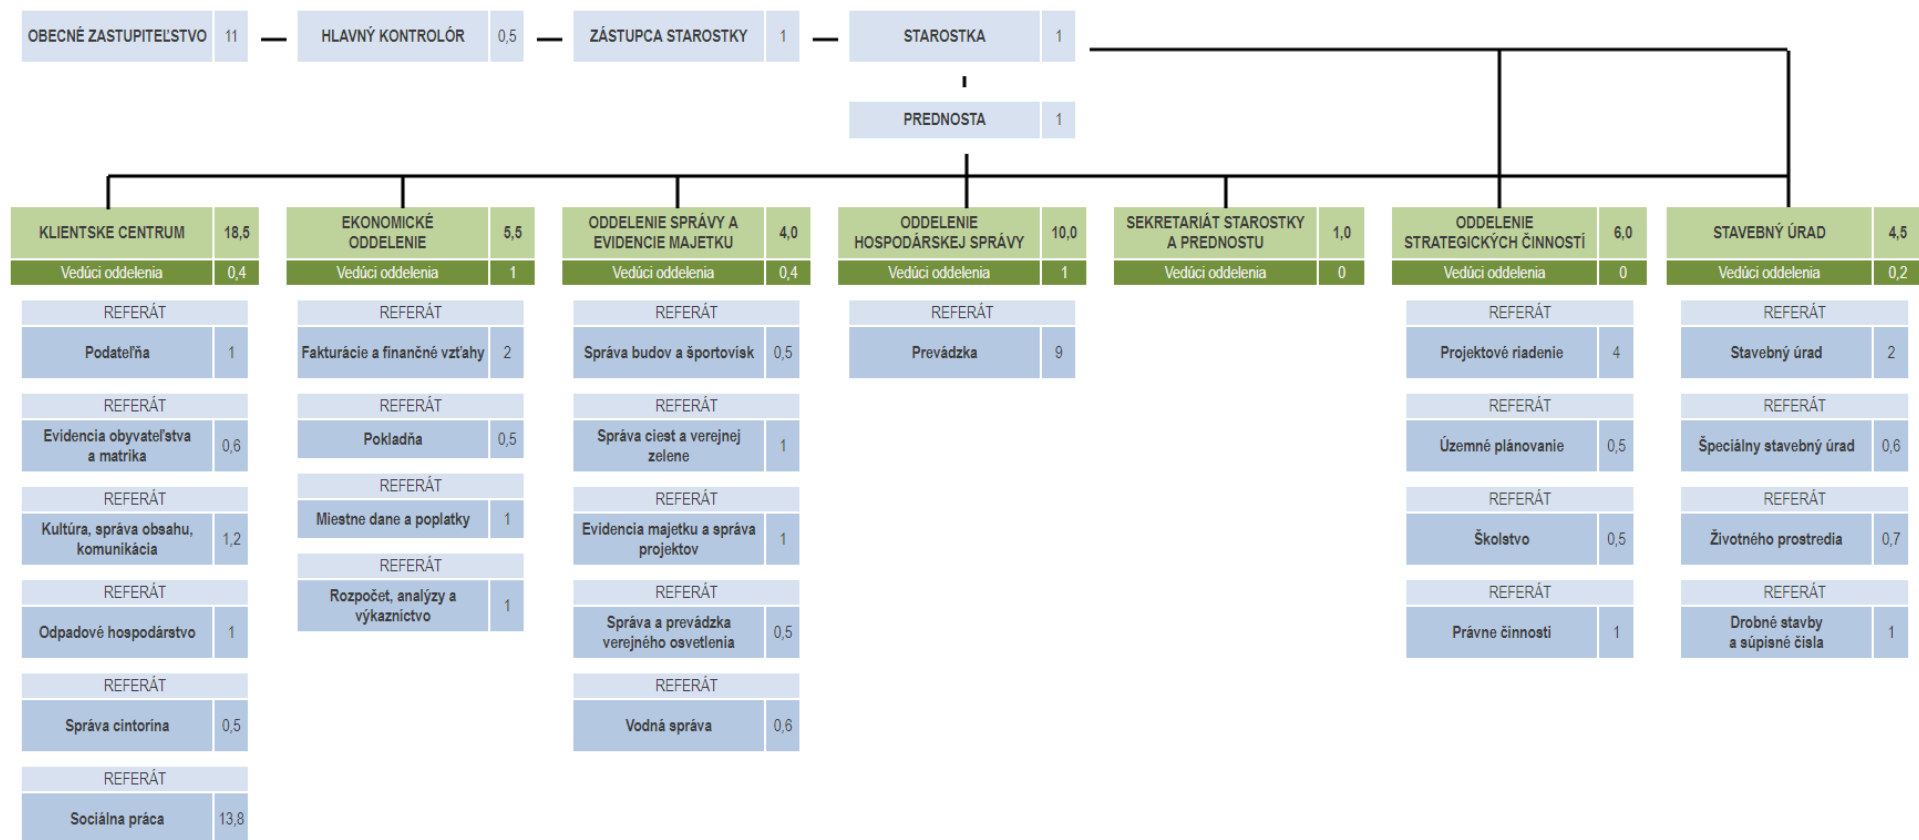 OBECNÉ ZASTUPITEĽSTVO 11
HLAVNÝ KONTROLÓR 0,5
ZÁSTUPCA STAROSTKY 1
STAROSTKA 1
PREDNOSTA 1
KLIENTSKE CENTRUM 18,5
Vedúci oddelenia 0,4
REFERÁT
Podateľňa 1
REFERÁT
Evidencia obyvateľstva
a matrika 0,6
REFERÁT
Kultúra, správa obsahu,
komunikácia 1,2
REFERÁT
Odpadové hospodárstvo 1
REFERÁT
Správa cintorína 0,5
REFERÁT
Sociálna práca 13,8
EKONOMICKÉ
ODDELENIE 5,5
Vedúci oddelenia 1
REFERÁT
Fakturácie a finančné vzťahy 2
REFERÁT
Pokladňa 0,5
REFERÁT
Miestne dane a poplatky 1
REFERÁT
Rozpočet, analýzy a
výkazníctvo 1
ODDELENIE SPRÁVY A
EVIDENCIE MAJETKU 4,0
Vedúci oddelenia 0,4
REFERÁT
Správa budov a športovísk 0,5
REFERÁT
Správa ciest a verejnej
zelene 1
REFERÁT
Evidencia majetku a správa
projektov 1
REFERÁT
Správa a prevádzka
verejného osvetlenia 0,5
REFERÁT
Vodná správa 0,6
ODDELENIE
HOSPODÁRSKEJ SPRÁVY 10,0
Vedúci oddelenia 1
REFERÁT
Prevádzka 9
SEKRETARIÁT STAROSTKY
A PREDNOSTU 1,0
Vedúci oddelenia 0
ODDELENIE
STRATEGICKÝCH ČINNOSTÍ 6,0
Vedúci oddelenia 0
REFERÁT
Projektové riadenie 4
REFERÁT
Územné plánovanie 0,5
REFERÁT
Školstvo 0,5
REFERÁT
Právne činnosti 1
STAVEBNÝ ÚRAD 4,5
Vedúci oddelenia 0,2
REFERÁT
Stavebný úrad 2
REFERÁT
Špeciálny stavebný úrad 0,6
REFERÁT
Životného prostredia 0,7
REFERÁT
Drobné stavby
a súpisné čísla 1